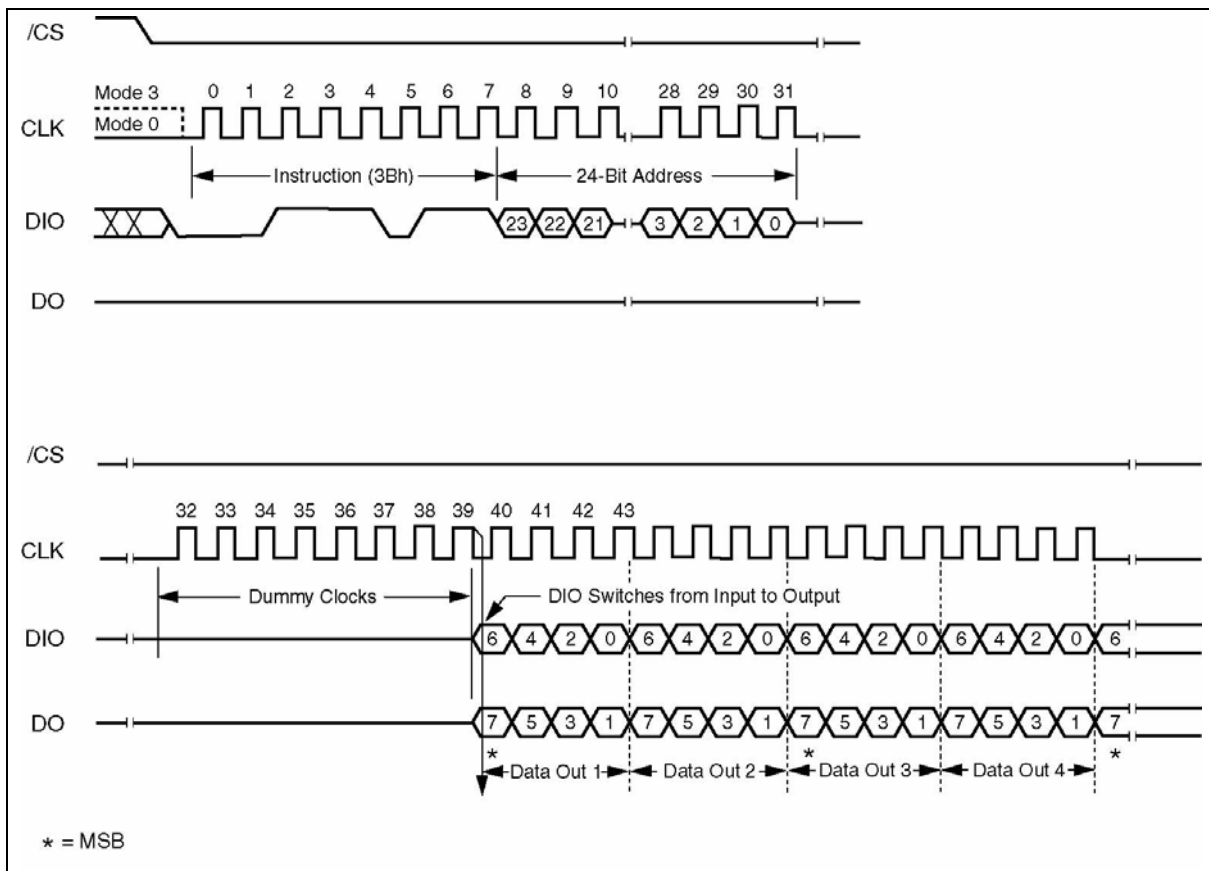 /CS
Mode 3 0 1 2 3 4 5 6 7 8 9 10 28 29 30 31
CLK Mode 0
Instruction (3Bh) 24-Bit Address
DIO 23 22 21 3 2 1 0
DO
/CS
32 33 34 35 36 37 38 39 40 41 42 43
CLK
Dummy Clocks DIO Switches from Input to Output
DIO 6 4 2 0 6 4 2 0 6 4 2 0 6 4 2 0 6
DO 7 5 3 1 7 5 3 1 7 5 3 1 7 5 3 1 7
* * *
Data Out 1 Data Out 2 Data Out 3 Data Out 4
* = MSB